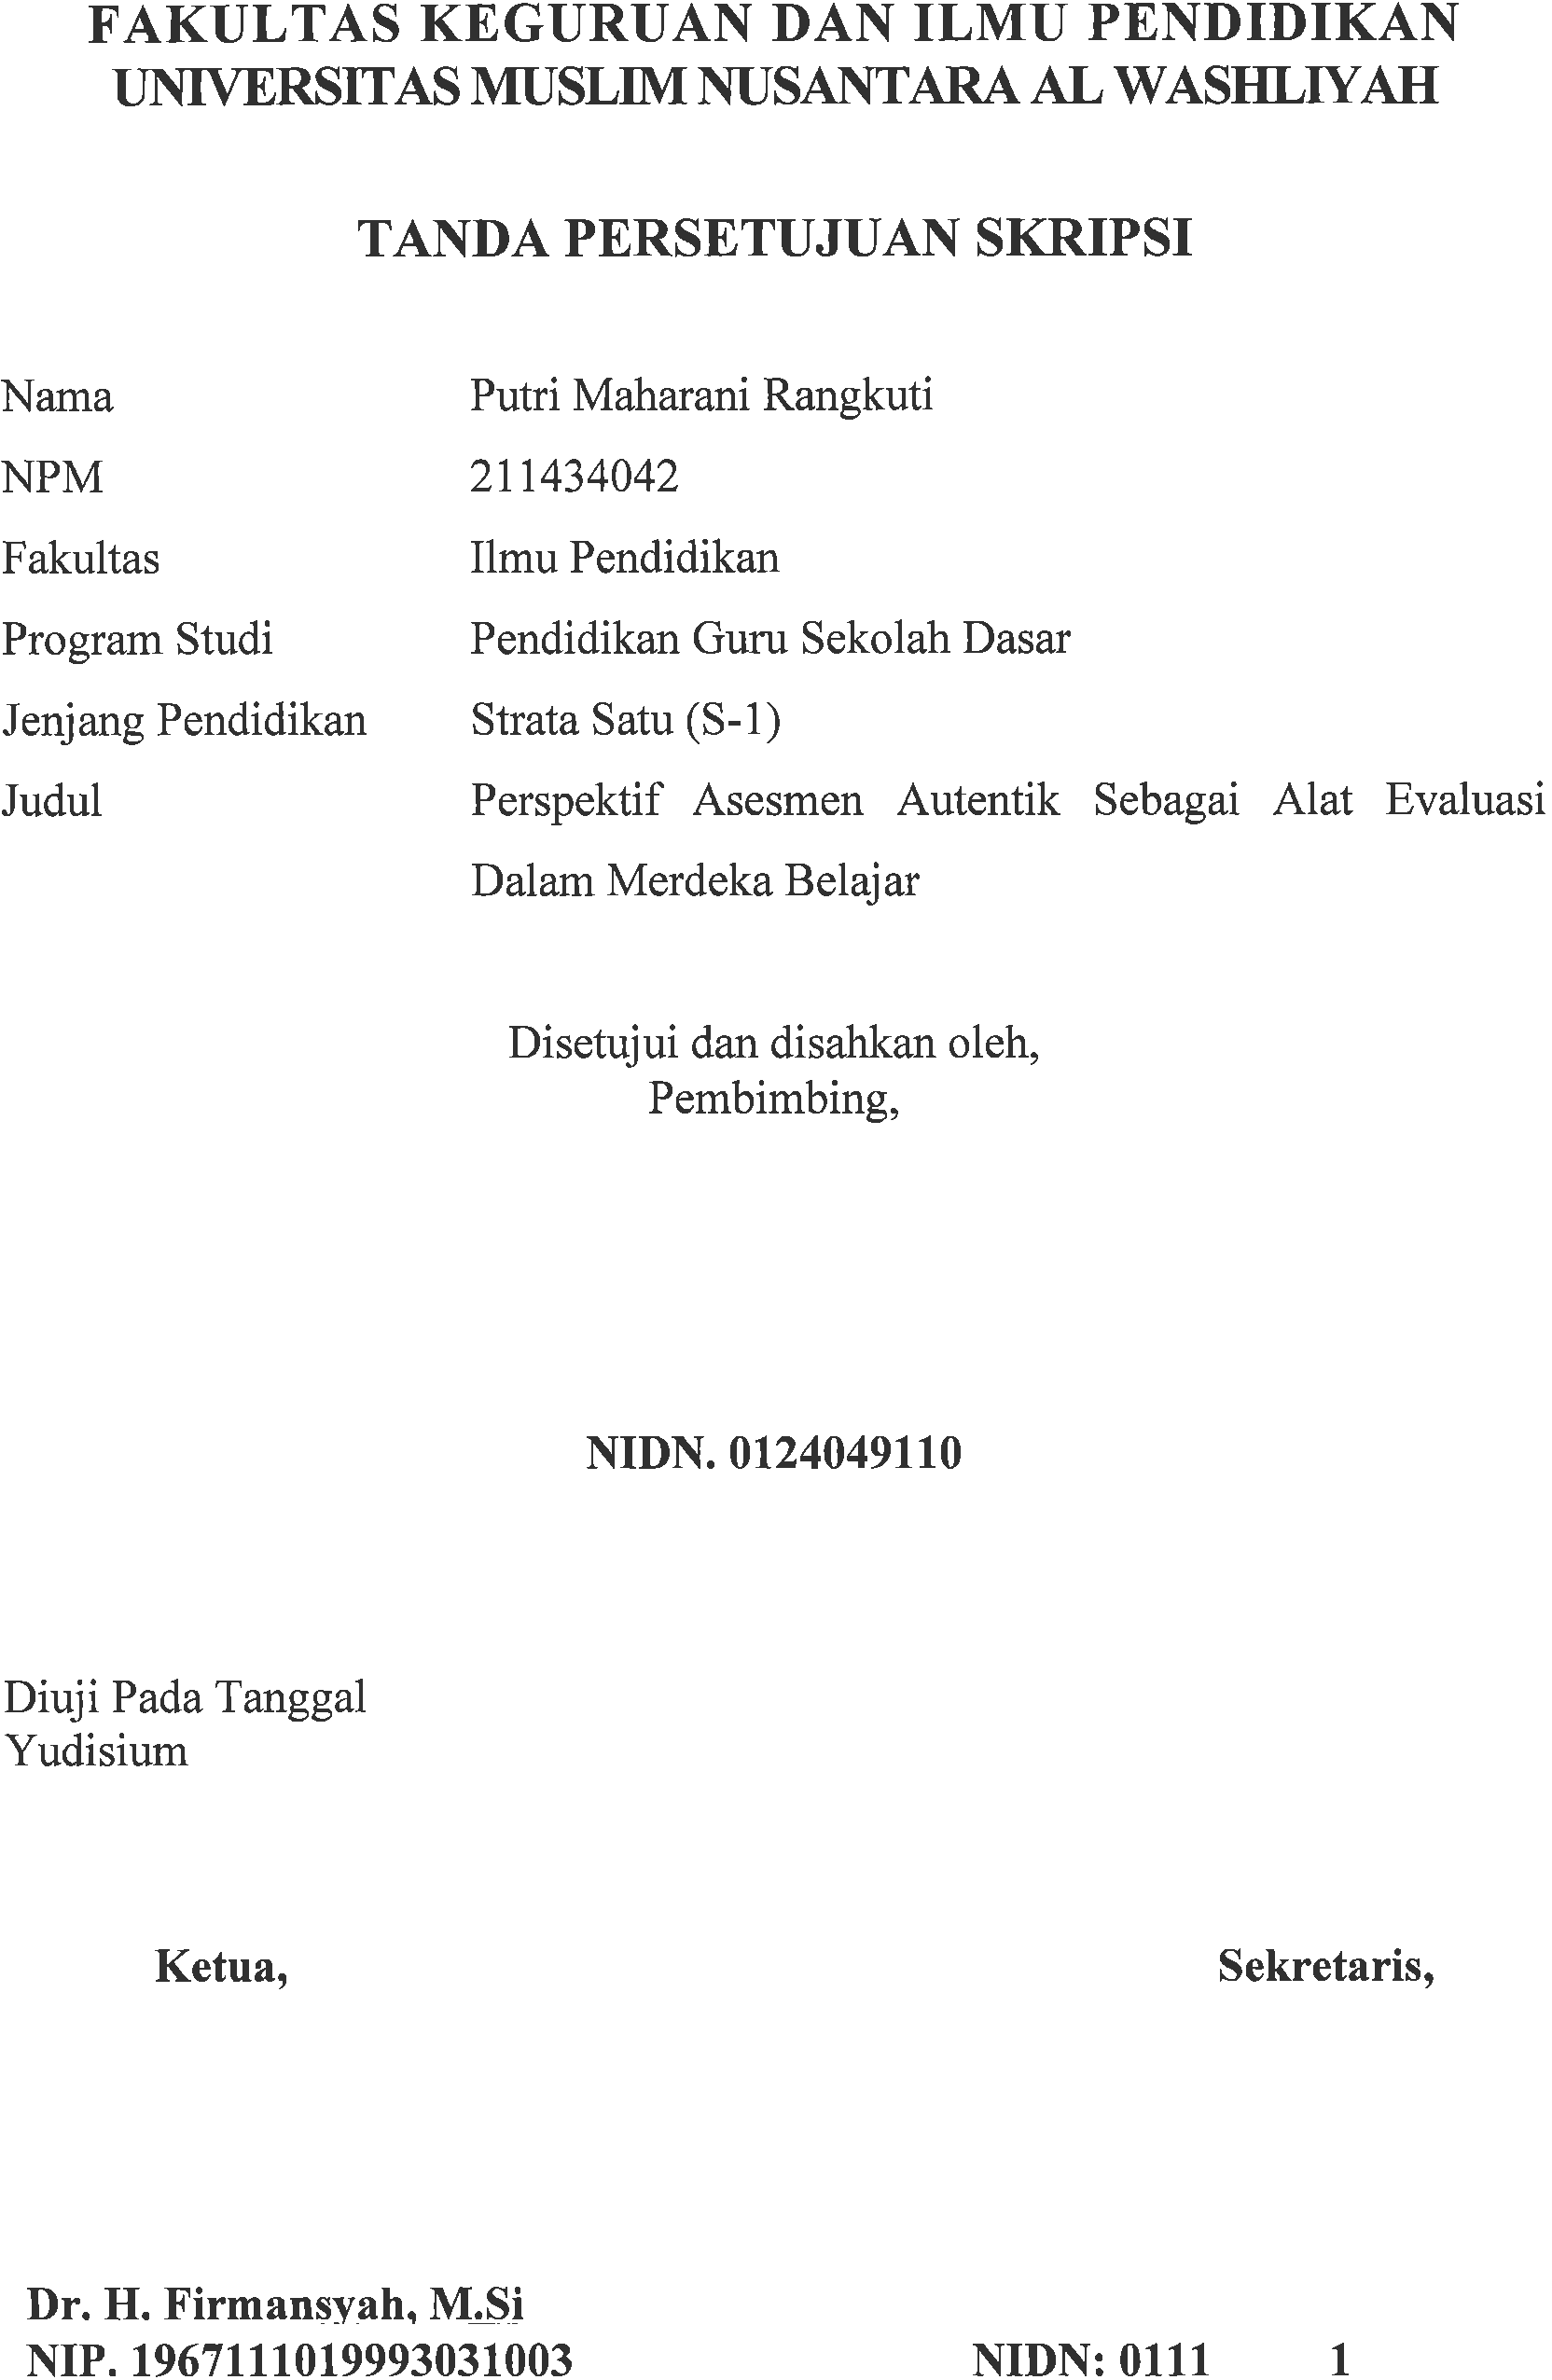 FAKULTAS KEGURUAN DAN ILMU PENDIDIKAN
UNIVERSITAS MUSLIM NUSANTARA AL WASHLIYAH
TANDA PERSETUJUAN SKRIPSI
Nama Putri Maharani Rangkuti
NPM 211434042
Fakultas Ilmu Pendidikan
Program Studi Pendidikan Guru Sekolah Dasar
Jenjang Pendidikan Strata Satu (S-1)
Judul Perspektif Asesmen Autentik Sebagai Alat Evaluasi
Dalam Merdeka Belajar
Disetujui dan disahkan oleh,
Pembimbing,
NIDN. 0124049110
Diuji Pada Tanggal
Yudisium
Ketua, Sekretaris,
Dr. H. Firmansyah, M.Si
NIP. 1967111019993031003 NIDN: 0111 1